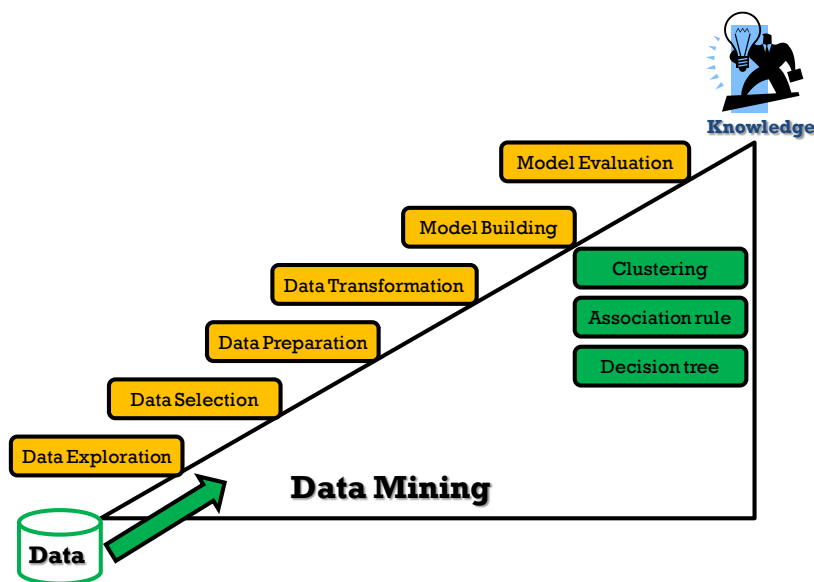 Knowledge
Model Evaluation
Model Building
Clustering
Data Transformation
Association rule
Data Preparation
Decision tree
Data Selection
Data Exploration
Data Mining
Data